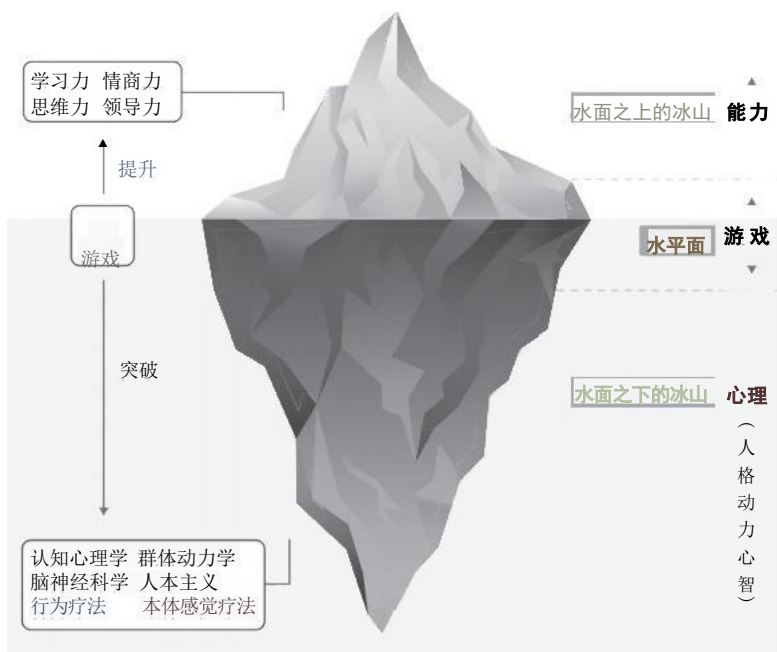 学习力 情商力
思维力 领导力
提升
游戏
突破
认知心理学 群体动力学
脑神经科学 人本主义
行为疗法 本体感觉疗法
水面之上的冰山 能力
水平面 游戏
水面之下的冰山 心理
（人格动力心智）